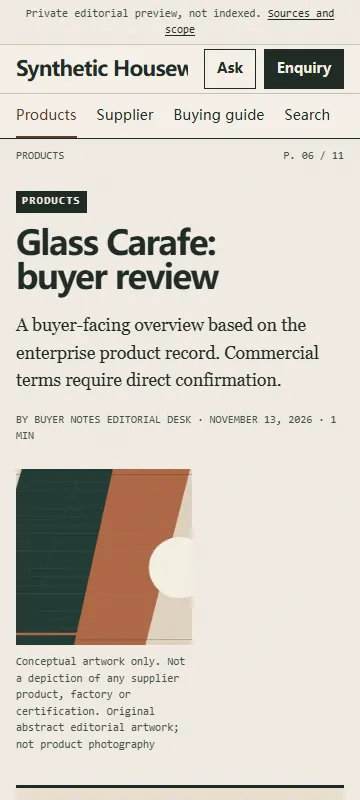 Private editorial preview, not indexed. Sources and
scope
Synthetic Housew
Ask
Enquiry
Products
Supplier
Buying guide
Search
PRODUCTS
P. 06 / 11
PRODUCTS
Glass Carafe:
buyer review
A buyer-facing overview based on the
enterprise product record. Commercial
terms require direct confirmation.
BY BUYER NOTES EDITORIAL DESK · NOVEMBER 13, 2026 · 1
MIN
Conceptual artwork only. Not
a depiction of any supplier
product, factory or
certification. Original
abstract editorial artwork;
not product photography